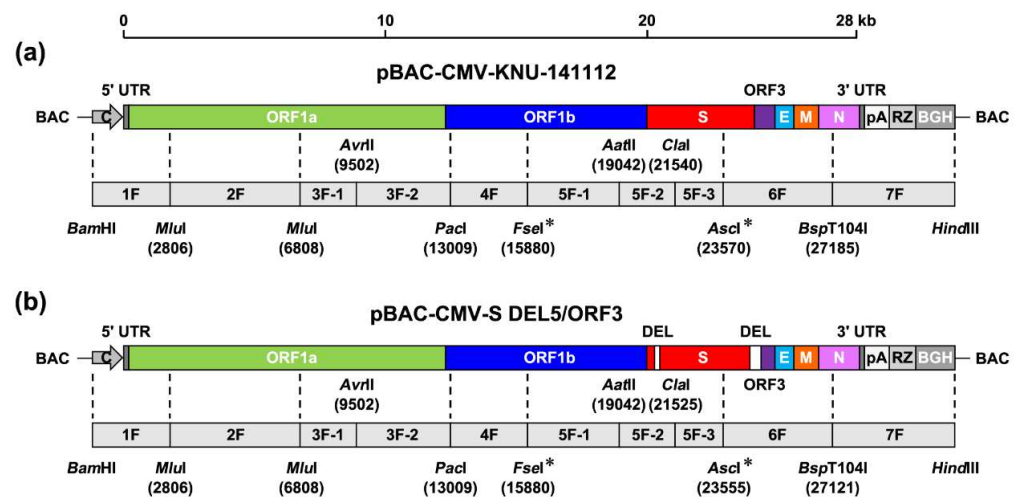 0 10 20 28 kb
(a)
pBAC-CMV-KNU-141112
5' UTR ORF3 3' UTR
BAC C ORF1a ORF1b S E M N pA RZ BGH BAC
AvrII AatII ClaI
(9502) (19042) (21540)
1F 2F 3F-1 3F-2 4F 5F-1 5F-2 5F-3 6F 7F
BamHI MluI MluI PacI FseI* AscI* BspT104I HindIII
(2806) (6808) (13009) (15880) (23570) (27185)
(b)
pBAC-CMV-S DEL5/ORF3
5' UTR DEL DEL 3' UTR
BAC C ORF1a ORF1b S E M N pA RZ BGH BAC
AvrII AatII ClaI ORF3
(9502) (19042) (21525)
1F 2F 3F-1 3F-2 4F 5F-1 5F-2 5F-3 6F 7F
BamHI MluI MluI PacI FseI* AscI* BspT104I HindIII
(2806) (6808) (13009) (15880) (23555) (27121)